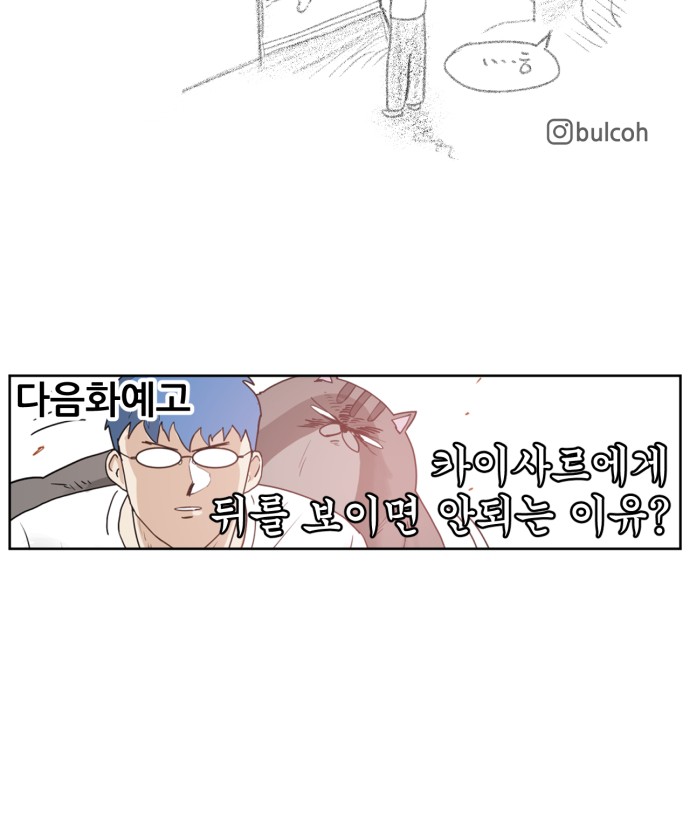 ....음
bulcoh
다음화예고
카이사르에게
뒤를 보이면 안되는 이유?